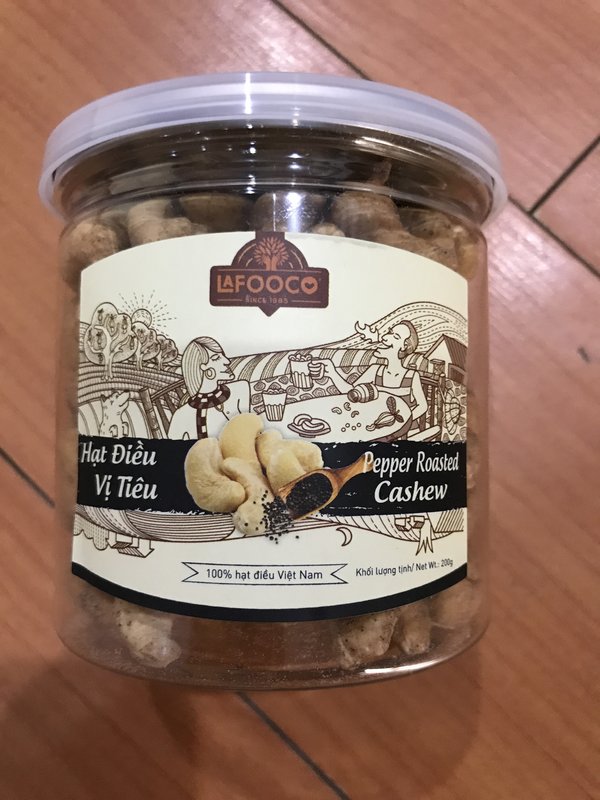 LAFOOCO
SINCE 1985
Hạt Điều
Vị Tiêu
Pepper Roasted
Cashew
100% hạt điều Việt Nam
Khối lượng tịnh/ Net Wt.: 200g